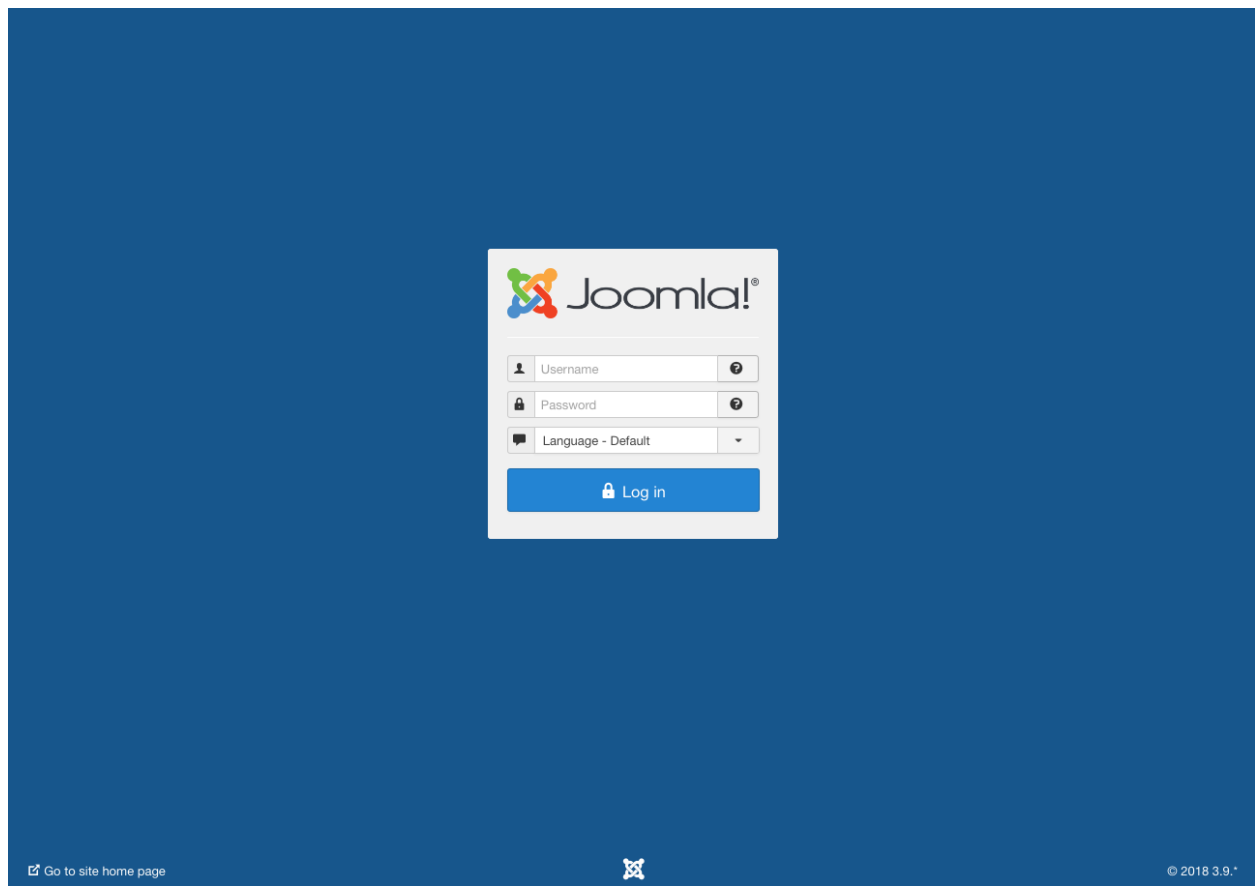 Joomla!®
Username
Password
Language - Default
Log in
Go to site home page
© 2018 3.9.*